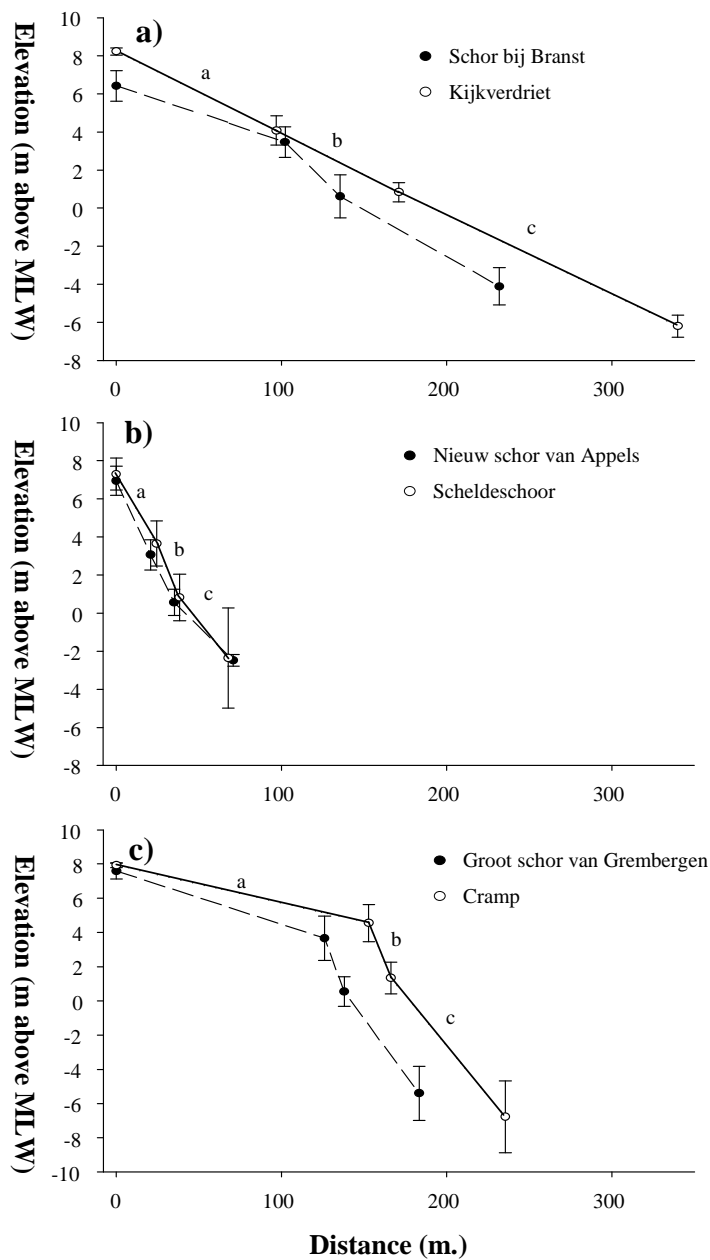 a)
Elevation (m above MLW)
10
8
6
4
2
0
-2
-4
-6
-8
a
b
c
Schor bij Branst
Kijkverdriet
0
100
200
300
b)
Elevation (m above MLW)
10
8
6
4
2
0
-2
-4
-6
-8
a
b
c
Nieuw schor van Appels
Scheldeschoor
0
100
200
300
c)
Elevation (m above MLW)
10
8
6
4
2
0
-2
-4
-6
-8
-10
a
b
c
Groot schor van Grembergen
Cramp
0
100
200
300
Distance (m.)